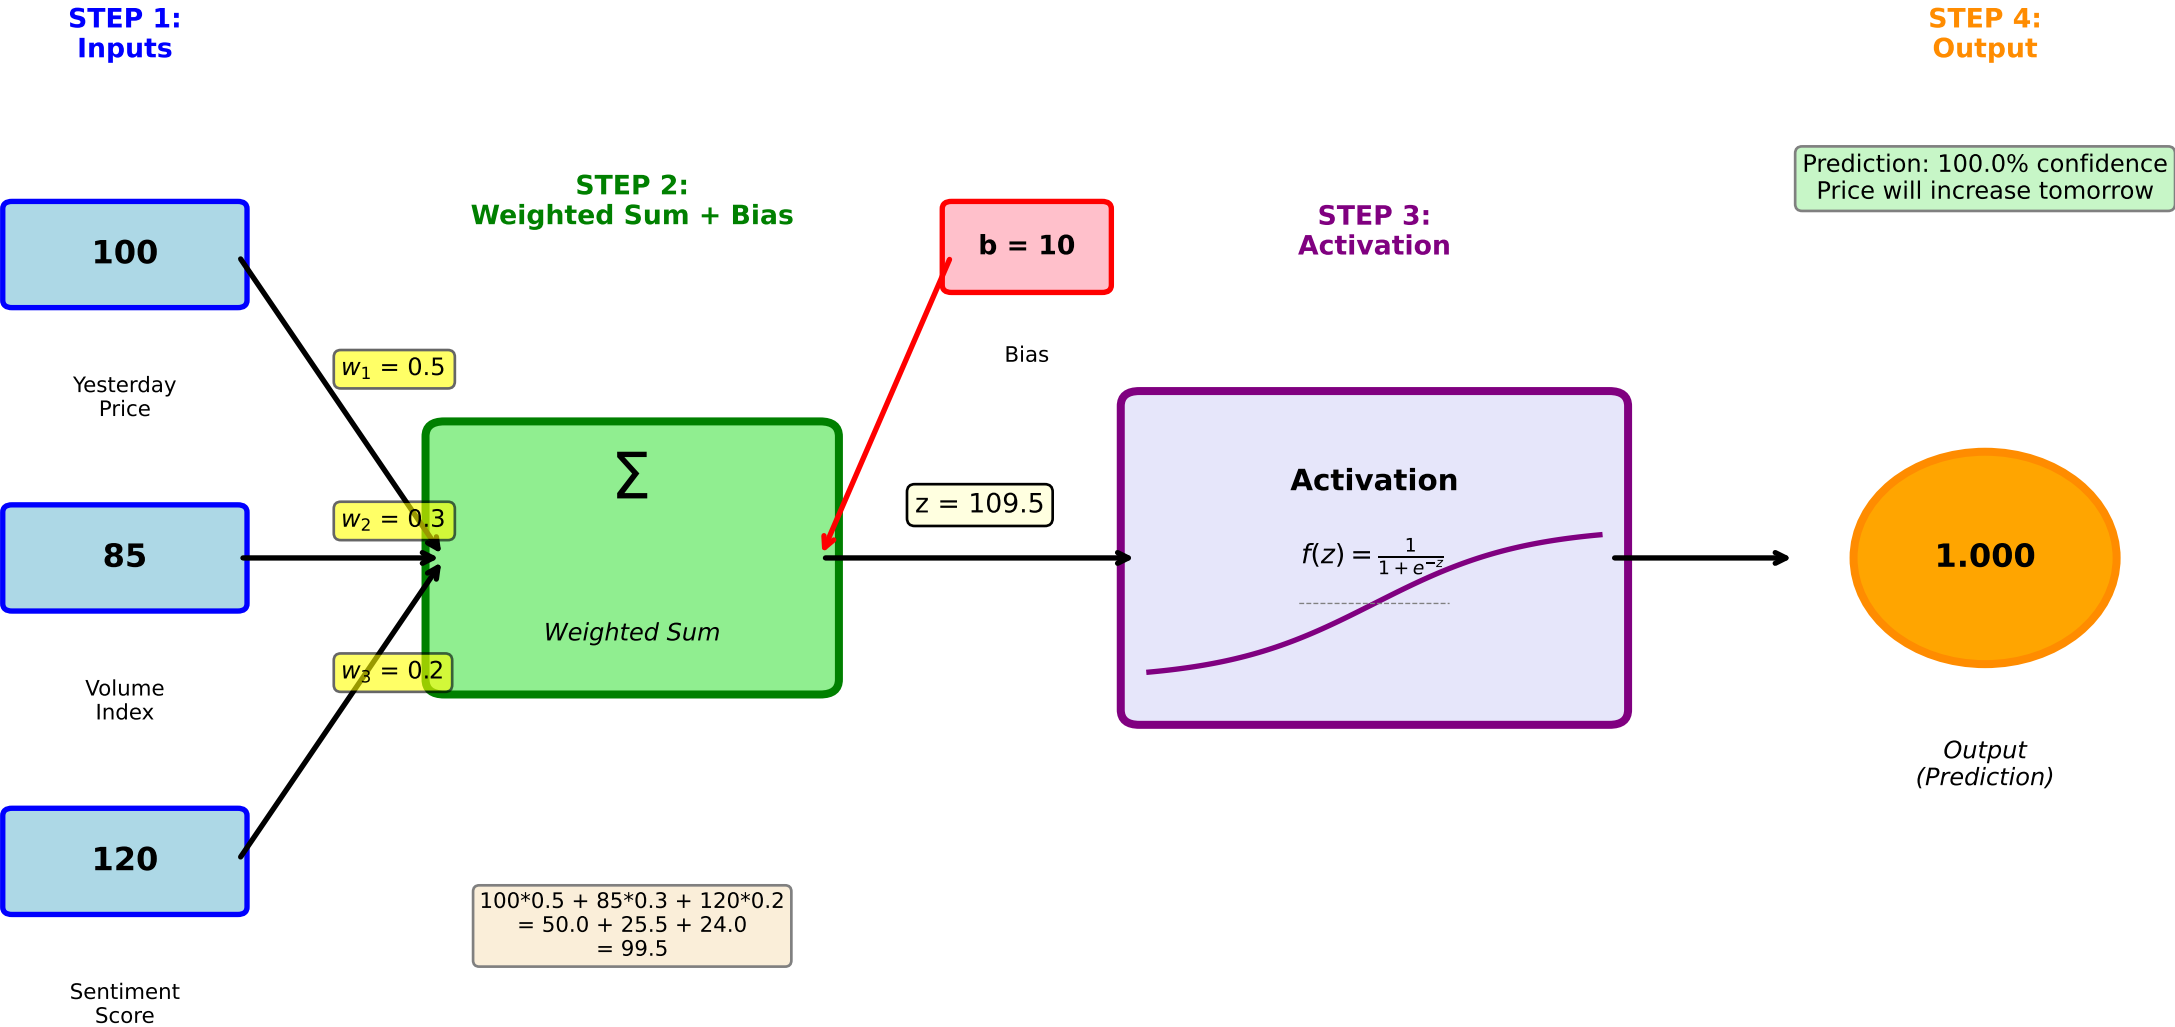 STEP 1:
Inputs
STEP 4:
Output
Prediction: 100.0% confidence
Price will increase tomorrow
STEP 2:
Weighted Sum + Bias
STEP 3:
Activation
100
b = 10
Bias
w₁ = 0.5
Yesterday
Price
Σ
Activation
w₂ = 0.3
z = 109.5
85
f(z) = 1/(1 + e⁻ᶻ)
1.000
Weighted Sum
w₃ = 0.2
Volume
Index
Output
(Prediction)
120
100*0.5 + 85*0.3 + 120*0.2
= 50.0 + 25.5 + 24.0
= 99.5
Sentiment
Score